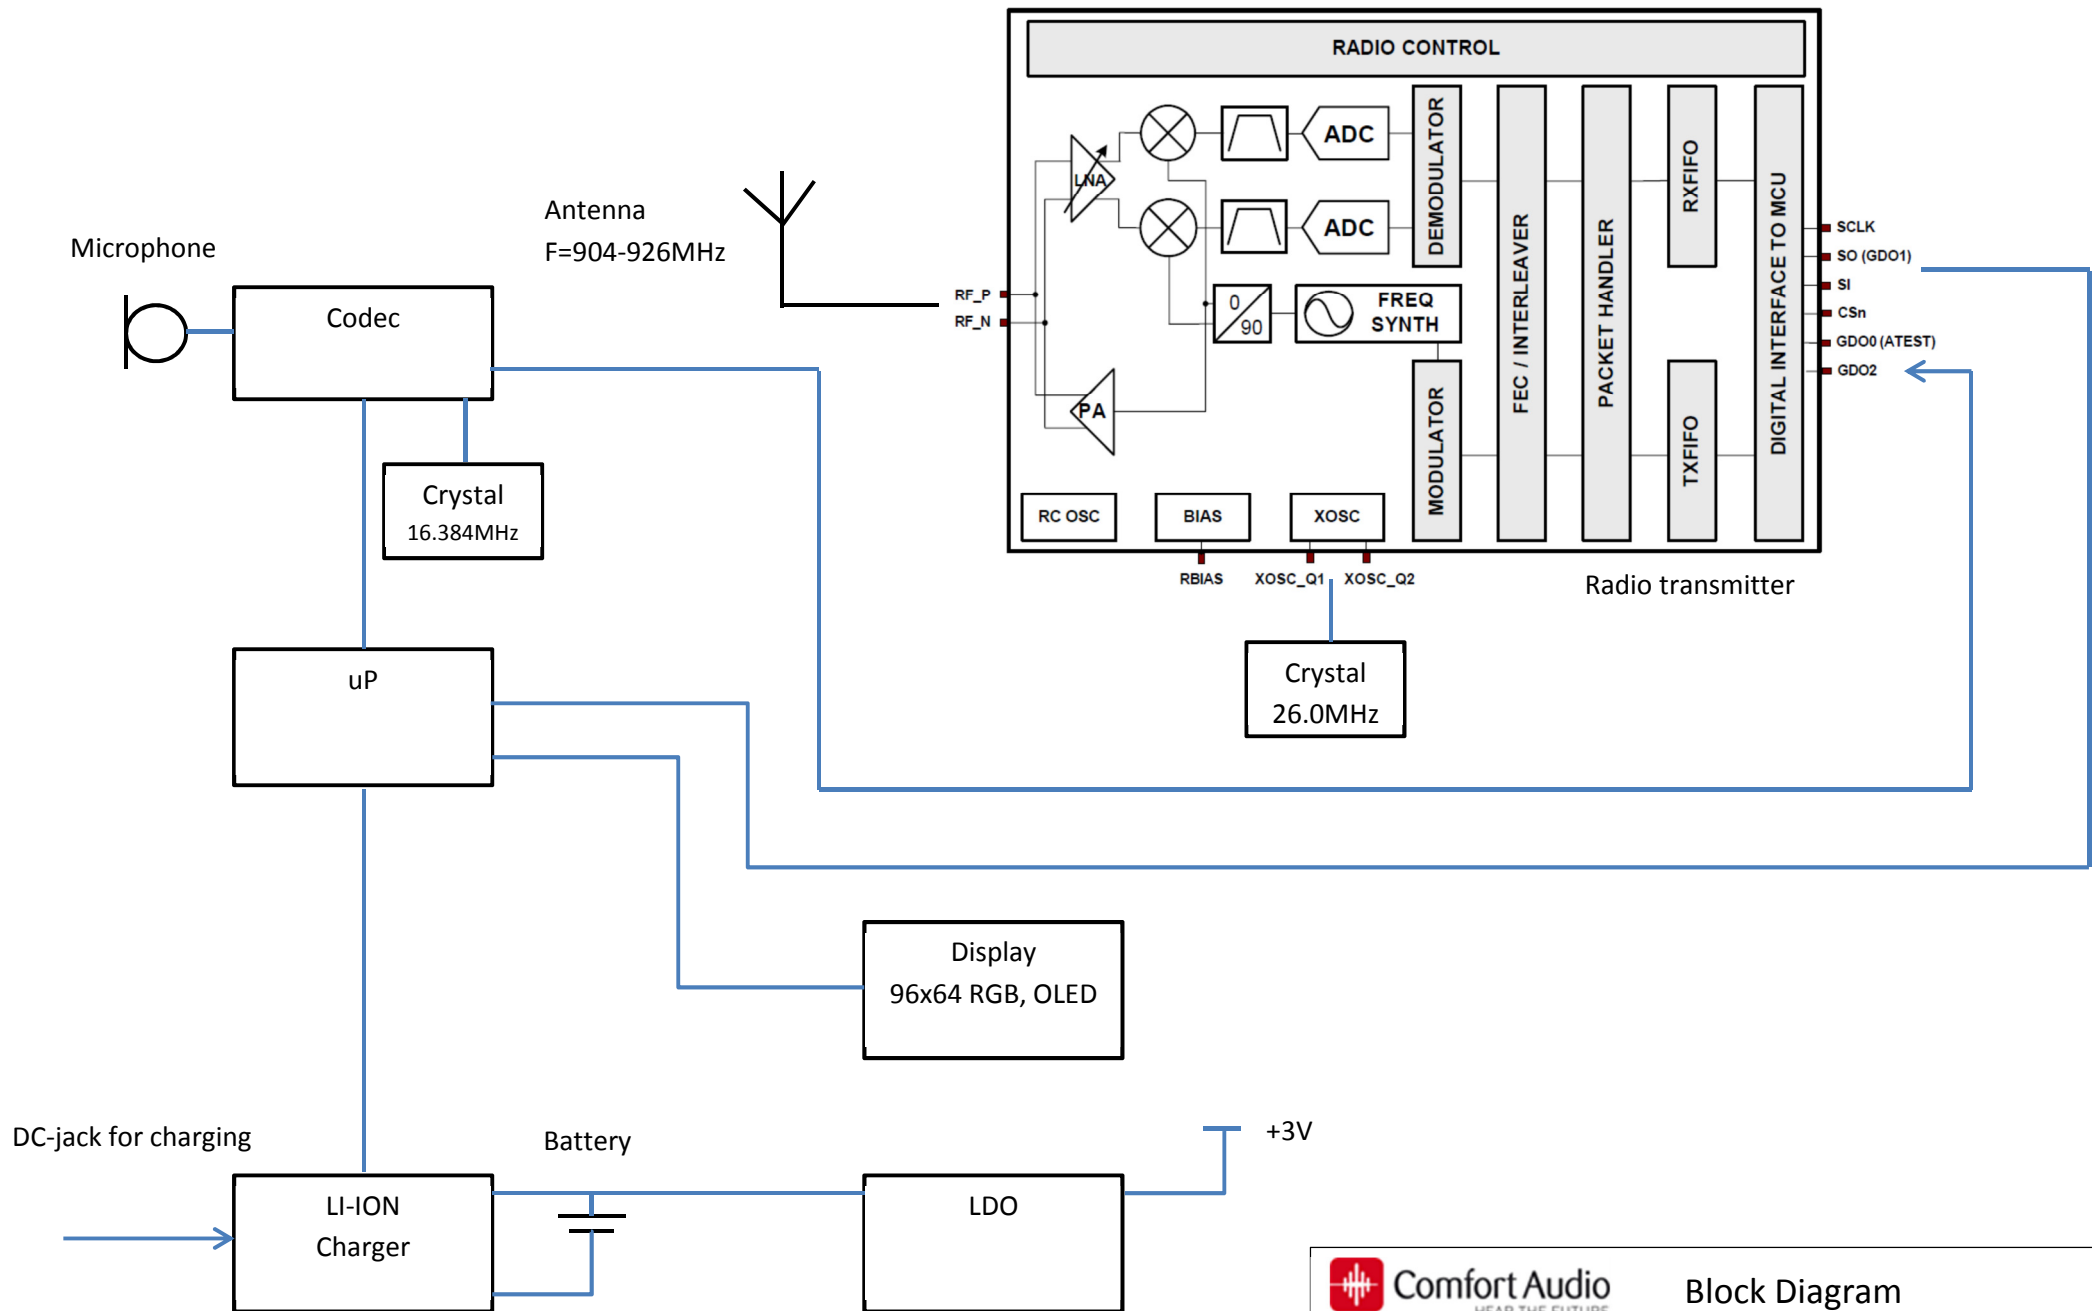 RADIO CONTROL
LNA
ADC
ADC
DEMODULATOR
FEC / INTERLEAVER
PACKET HANDLER
RXFIFO
DIGITAL INTERFACE TO MCU
SCLK
SO (GDO1)
SI
CSn
GDO0 (ATEST)
GDO2
RF_P
RF_N
0
90
FREQ
SYNTH
PA
MODULATOR
TXFIFO
RC OSC
BIAS
XOSC
RBIAS
XOSC_Q1
XOSC_Q2
Radio transmitter
Antenna
F=904-926MHz
Microphone
Codec
Crystal
16.384MHz
Crystal
26.0MHz
uP
Display
96x64 RGB, OLED
DC-jack for charging
Battery
+3V
LI-ION
Charger
LDO
Comfort Audio
HEAR THE FUTURE
Block Diagram